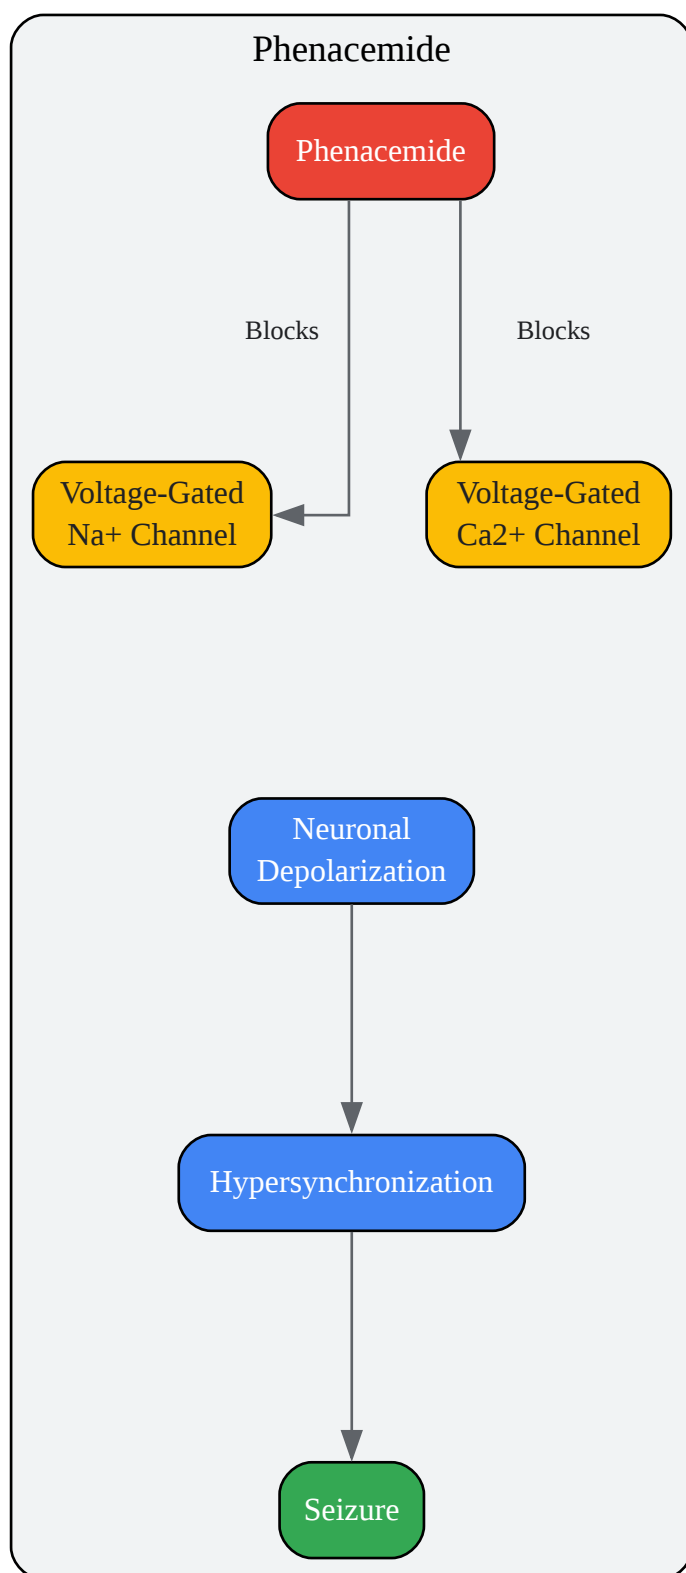 Phenacemide
Phenacemide
Blocks
Blocks
Voltage-Gated
Na+ Channel
Voltage-Gated
Ca2+ Channel
Neuronal
Depolarization
Hypersynchronization
Seizure